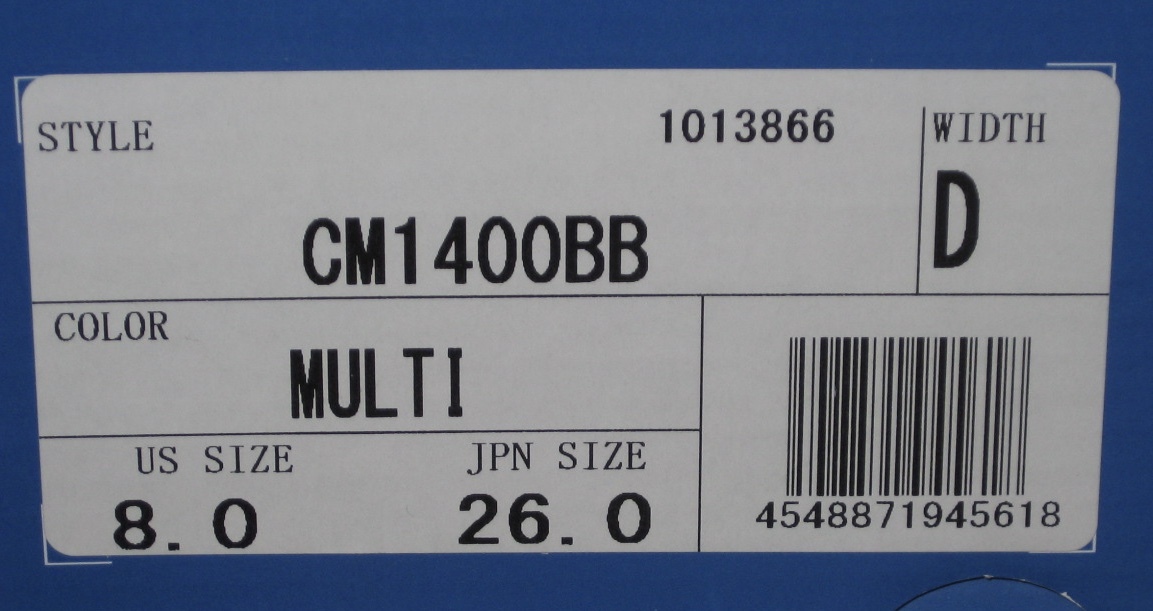 STYLE
1013866
WIDTH
D
CM1400BB
COLOR
MULTI
US SIZE
JPN SIZE
8.0
26.0
4548871945618